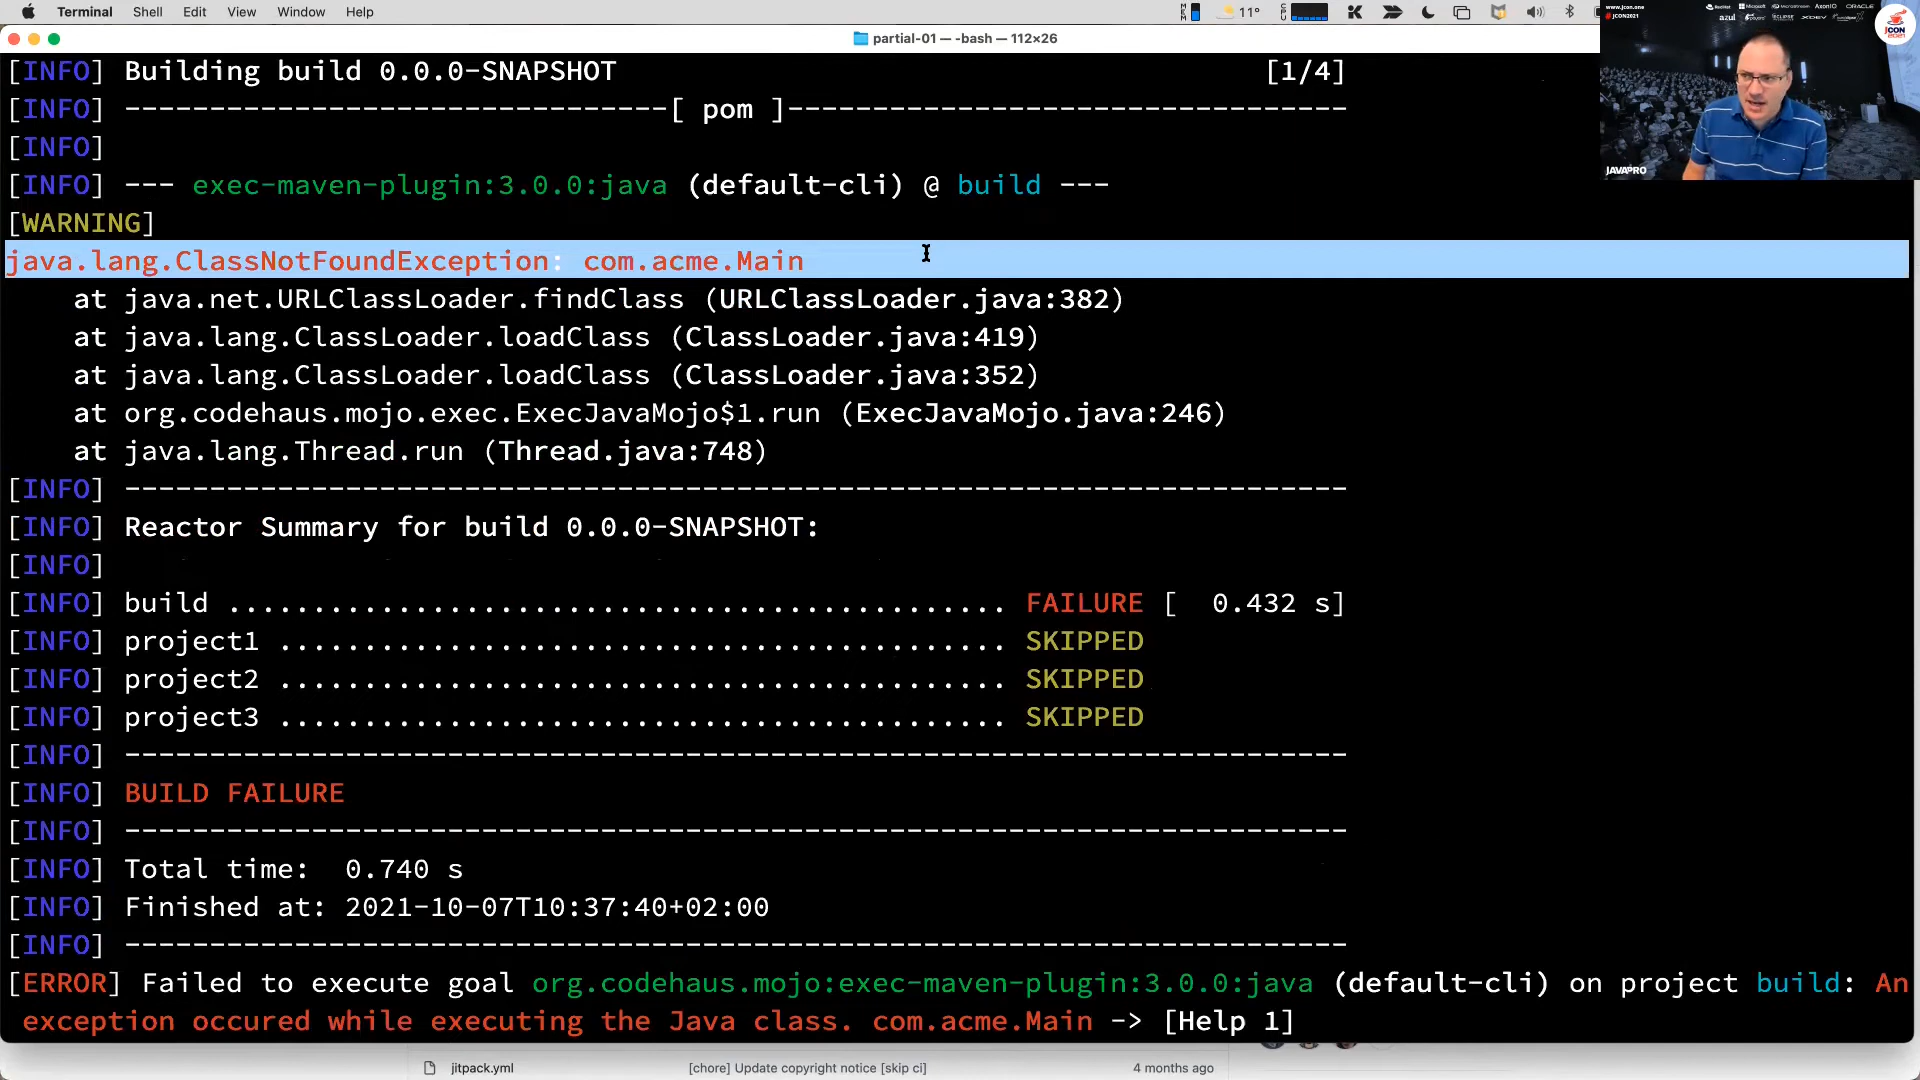 Terminal Shell Edit View Window Help
11°
partial-01 — -bash — 112×26
www.jcon.one
# JCON2021
azul
ORACLE
JCON
JAVAPRO
[INFO] Building build 0.0.0-SNAPSHOT [1/4]
[INFO] --------------------------------[ pom ]---------------------------------
[INFO]
[INFO] --- exec-maven-plugin:3.0.0:java (default-cli) @ build ---
[WARNING]
java.lang.ClassNotFoundException: com.acme.Main
at java.net.URLClassLoader.findClass (URLClassLoader.java:382)
at java.lang.ClassLoader.loadClass (ClassLoader.java:419)
at java.lang.ClassLoader.loadClass (ClassLoader.java:352)
at org.codehaus.mojo.exec.ExecJavaMojo$1.run (ExecJavaMojo.java:246)
at java.lang.Thread.run (Thread.java:748)
[INFO] ------------------------------------------------------------------------
[INFO] Reactor Summary for build 0.0.0-SNAPSHOT:
[INFO]
[INFO] build .............................................. FAILURE [  0.432 s]
[INFO] project1 ........................................... SKIPPED
[INFO] project2 ........................................... SKIPPED
[INFO] project3 ........................................... SKIPPED
[INFO] ------------------------------------------------------------------------
[INFO] BUILD FAILURE
[INFO] ------------------------------------------------------------------------
[INFO] Total time:  0.740 s
[INFO] Finished at: 2021-10-07T10:37:40+02:00
[INFO] ------------------------------------------------------------------------
[ERROR] Failed to execute goal org.codehaus.mojo:exec-maven-plugin:3.0.0:java (default-cli) on project build: An
exception occured while executing the Java class. com.acme.Main -> [Help 1]
jitpack.yml [chore] Update copyright notice [skip ci] 4 months ago